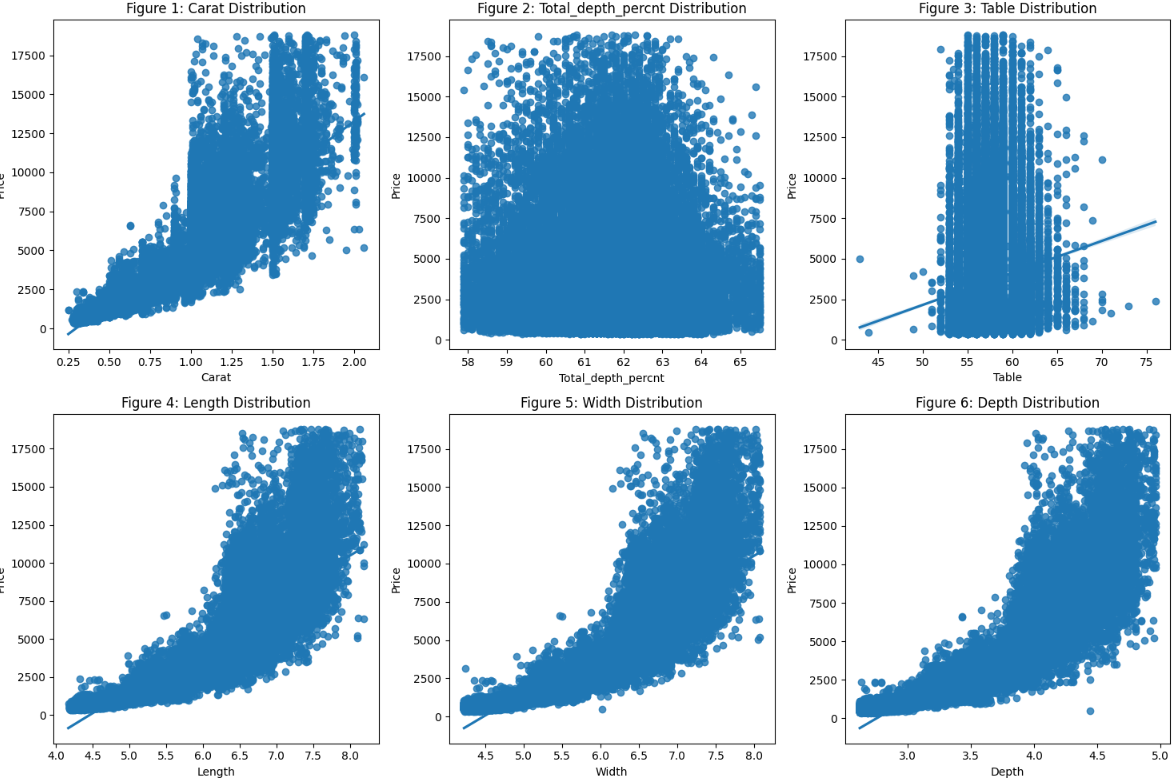 Figure 1: Carat Distribution
17500
15000
12500
10000
7500
5000
2500
0
Price
0.25 0.50 0.75 1.00 1.25 1.50 1.75 2.00
Carat
Figure 2: Total_depth_percnt Distribution
17500
15000
12500
10000
7500
5000
2500
0
Price
58 59 60 61 62 63 64 65
Total_depth_percnt
Figure 3: Table Distribution
17500
15000
12500
10000
7500
5000
2500
0
Price
45 50 55 60 65 70 75
Table
Figure 4: Length Distribution
17500
15000
12500
10000
7500
5000
2500
0
Price
4.0 4.5 5.0 5.5 6.0 6.5 7.0 7.5 8.0
Length
Figure 5: Width Distribution
17500
15000
12500
10000
7500
5000
2500
0
Price
4.5 5.0 5.5 6.0 6.5 7.0 7.5 8.0
Width
Figure 6: Depth Distribution
17500
15000
12500
10000
7500
5000
2500
0
Price
3.0 3.5 4.0 4.5 5.0
Depth